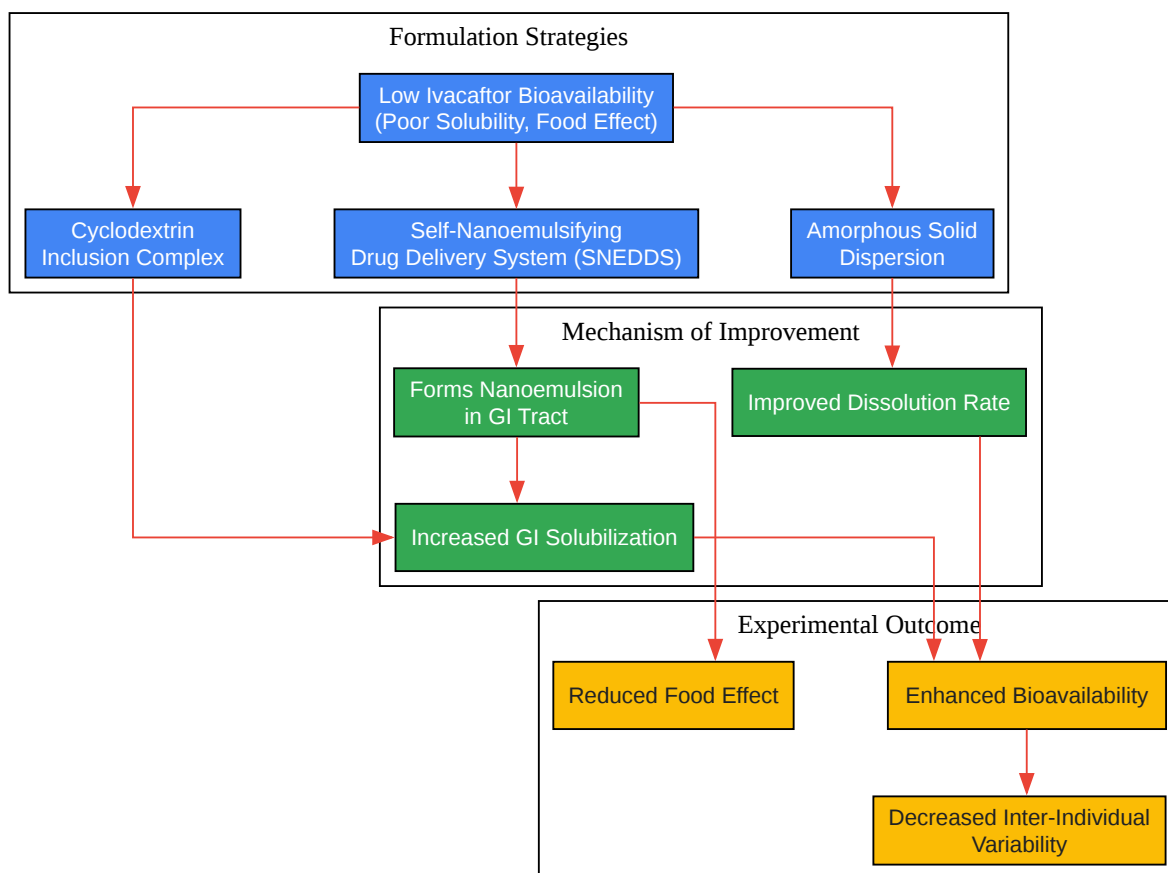 Formulation Strategies
Low Ivacaftor Bioavailability
(Poor Solubility, Food Effect)
Cyclodextrin
Inclusion Complex
Self-Nanoemulsifying
Drug Delivery System (SNEDDS)
Amorphous Solid
Dispersion
Mechanism of Improvement
Forms Nanoemulsion
in GI Tract
Improved Dissolution Rate
Increased GI Solubilization
Experimental Outcome
Reduced Food Effect
Enhanced Bioavailability
Decreased Inter-Individual
Variability